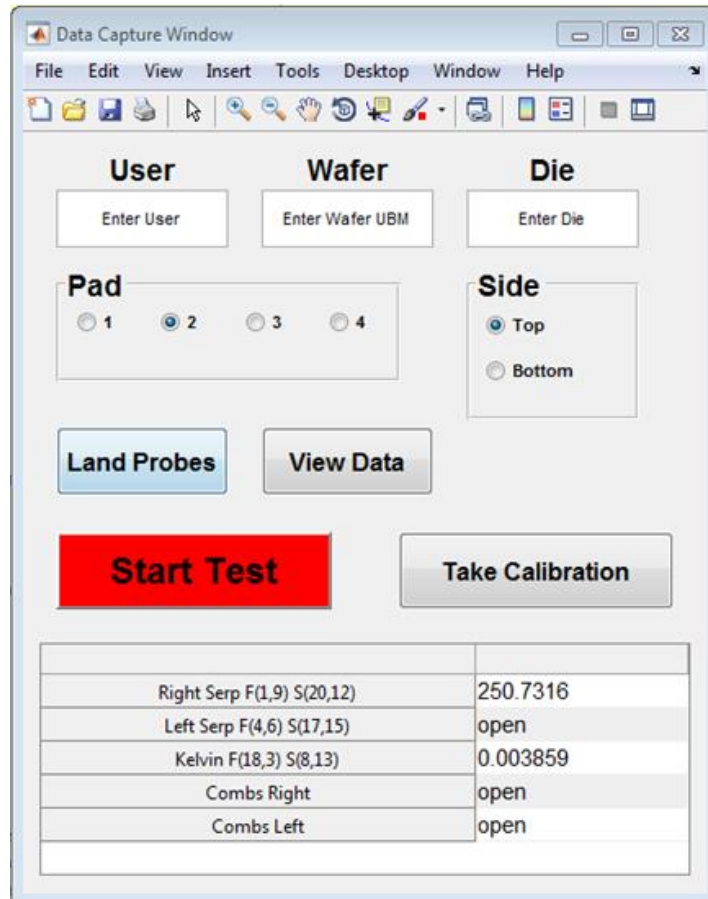 Data Capture Window
File Edit View Insert Tools Desktop Window Help
User Wafer Die
Enter User Enter Wafer UBM Enter Die
Pad Side
1 2 3 4 Top
Bottom
Land Probes View Data
Start Test Take Calibration
Right Serp F(1,9) S(20,12) 250.7316
Left Serp F(4,6) S(17,15) open
Kelvin F(18,3) S(8,13) 0.003859
Combs Right open
Combs Left open